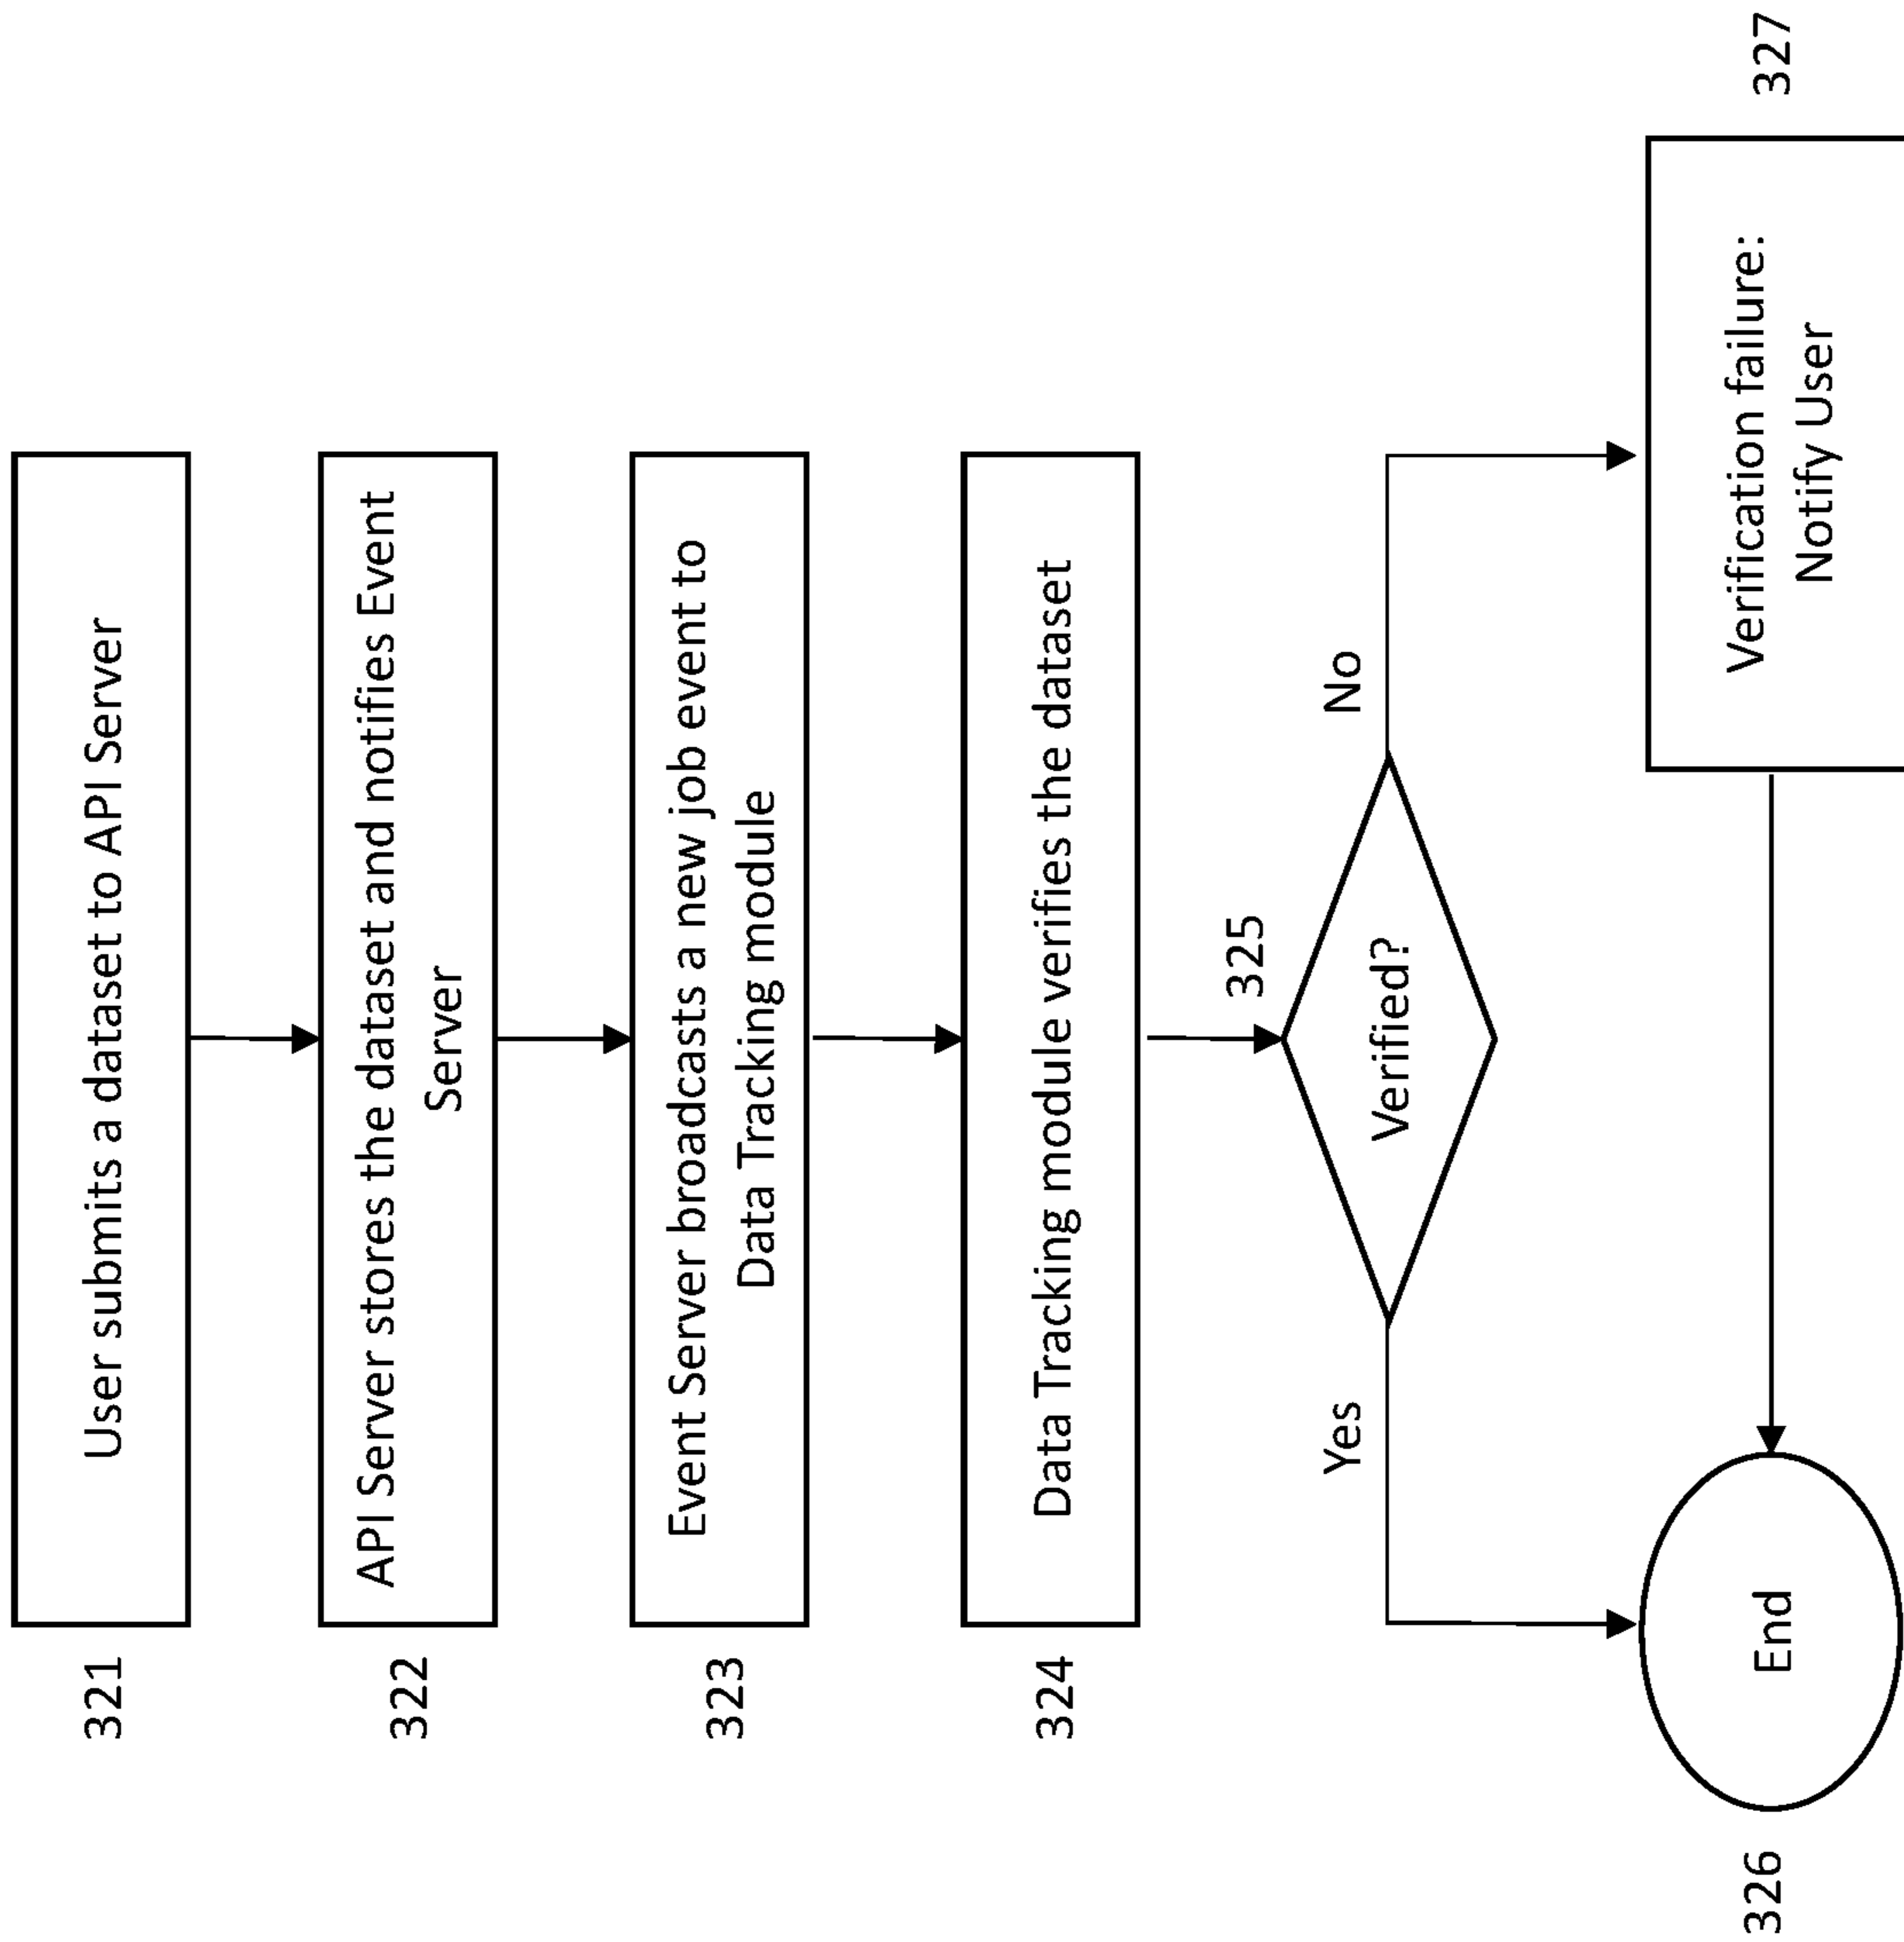 321
User submits a dataset to API Server
322
API Server stores the dataset and notifies Event
Server
323
Event Server broadcasts a new job event to
Data Tracking module
324
Data Tracking module verifies the dataset
325
Verified?
Yes
No
326
End
Verification failure:
Notify User
327